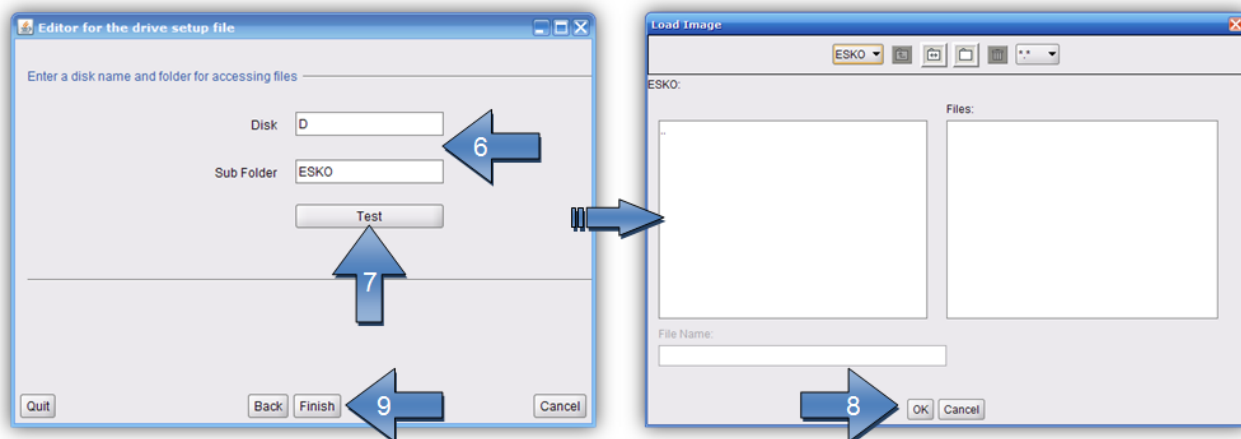 Editor for the drive setup file
Enter a disk name and folder for accessing files
Disk D
6
Sub Folder ESKO
Test
7
Quit
Back Finish
9
Cancel
Load Image
ESKO
*.*
ESKO:
Files:
..
File Name:
8
OK Cancel